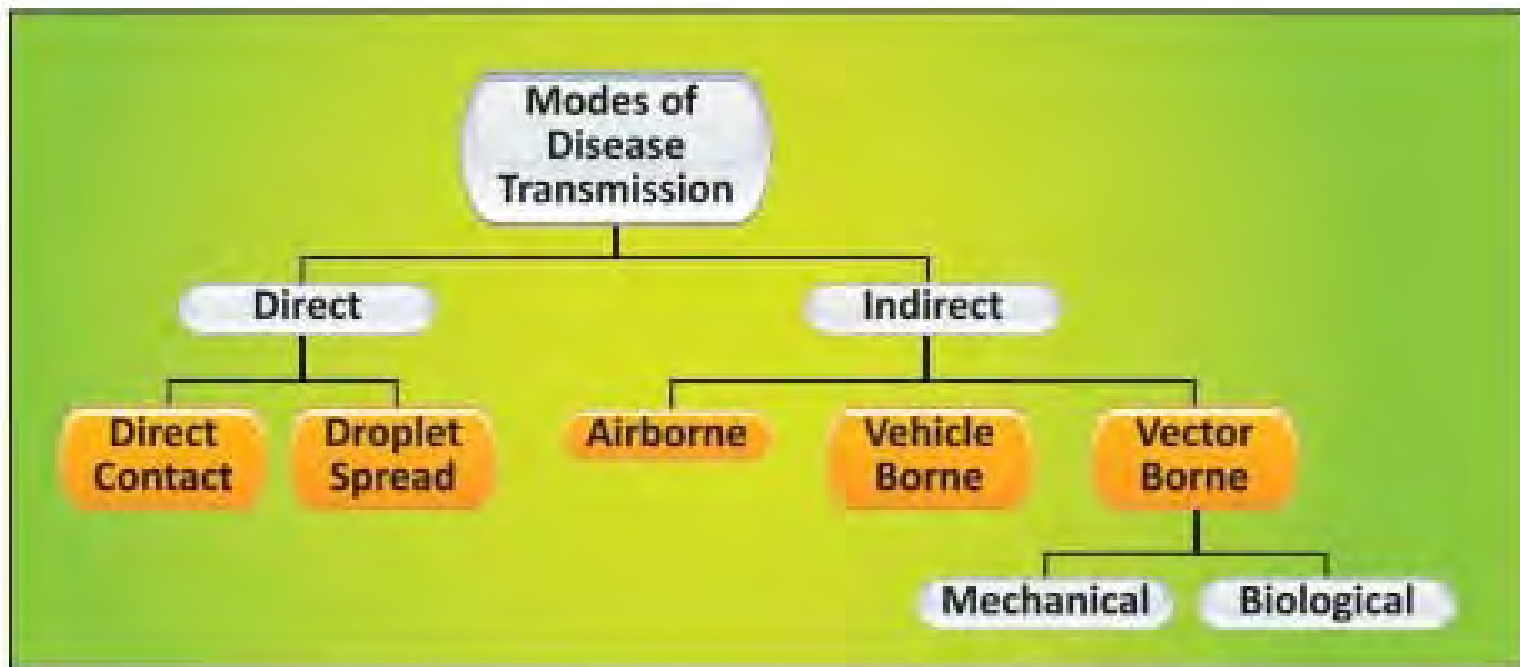 Modes of
Disease
Transmission
Direct
Indirect
Direct
Contact
Droplet
Spread
Airborne
Vehicle
Borne
Vector
Borne
Mechanical
Biological